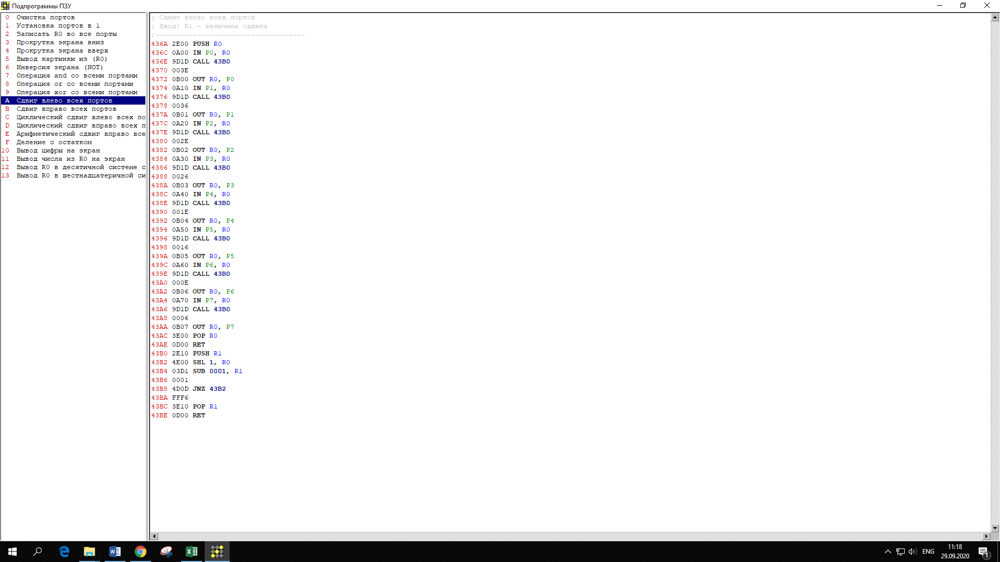 Подпрограммы ПЗУ
0 Очистка портов
1 Установка портов в 1
2 Записать R0 во все порты
3 Прокрутка экрана вниз
4 Прокрутка экрана вверх
5 Вывод картинки из (R0)
6 Инверсия экрана (NOT)
7 Операция and со всеми портами
8 Операция or со всеми портами
9 Операция xor со всеми портами
A Сдвиг влево всех портов
B Сдвиг вправо всех портов
C Циклический сдвиг влево всех по
D Циклический сдвиг вправо всех п
E Арифметический сдвиг вправо все
F Деление с остатком
10 Вывод цифры на экран
11 Вывод числа из R0 на экран
12 Вывод R0 в десятичной системе с
13 Вывод R0 в шестнадцатеричной си
; Сдвиг влево всех портов
; Вход: R1 - величина сдвига
;------------------------------------
436A 2E00 PUSH R0
436C 0A00 IN P0, R0
436E 9D1D CALL 43B0
4370 003E
4372 0B00 OUT R0, P0
4374 0A10 IN P1, R0
4376 9D1D CALL 43B0
4378 0036
437A 0B01 OUT R0, P1
437C 0A20 IN P2, R0
437E 9D1D CALL 43B0
4380 002E
4382 0B02 OUT R0, P2
4384 0A30 IN P3, R0
4386 9D1D CALL 43B0
4388 0026
438A 0B03 OUT R0, P3
438C 0A40 IN P4, R0
438E 9D1D CALL 43B0
4390 001E
4392 0B04 OUT R0, P4
4394 0A50 IN P5, R0
4396 9D1D CALL 43B0
4398 0016
439A 0B05 OUT R0, P5
439C 0A60 IN P6, R0
439E 9D1D CALL 43B0
43A0 000E
43A2 0B06 OUT R0, P6
43A4 0A70 IN P7, R0
43A6 9D1D CALL 43B0
43A8 0006
43AA 0B07 OUT R0, P7
43AC 3E00 POP R0
43AE 0D00 RET
43B0 2E10 PUSH R1
43B2 4E00 SHL 1, R0
43B4 03D1 SUB 0001, R1
43B6 0001
43B8 4D0D JNZ 43B2
43BA FFF6
43BC 3E10 POP R1
43BE 0D00 RET
ENG
11:18
29.09.2020
1